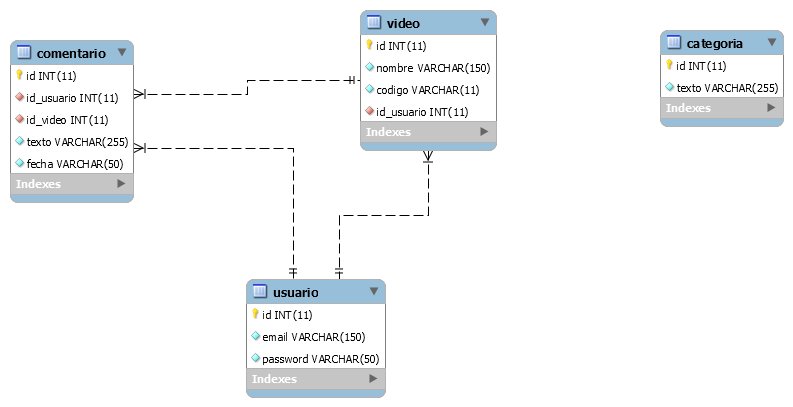 comentario
id INT(11)
id_usuario INT(11)
id_video INT(11)
texto VARCHAR(255)
fecha VARCHAR(50)
Indexes
video
id INT(11)
nombre VARCHAR(150)
codigo VARCHAR(11)
id_usuario INT(11)
Indexes
categoria
id INT(11)
texto VARCHAR(255)
Indexes
usuario
id INT(11)
email VARCHAR(150)
password VARCHAR(50)
Indexes